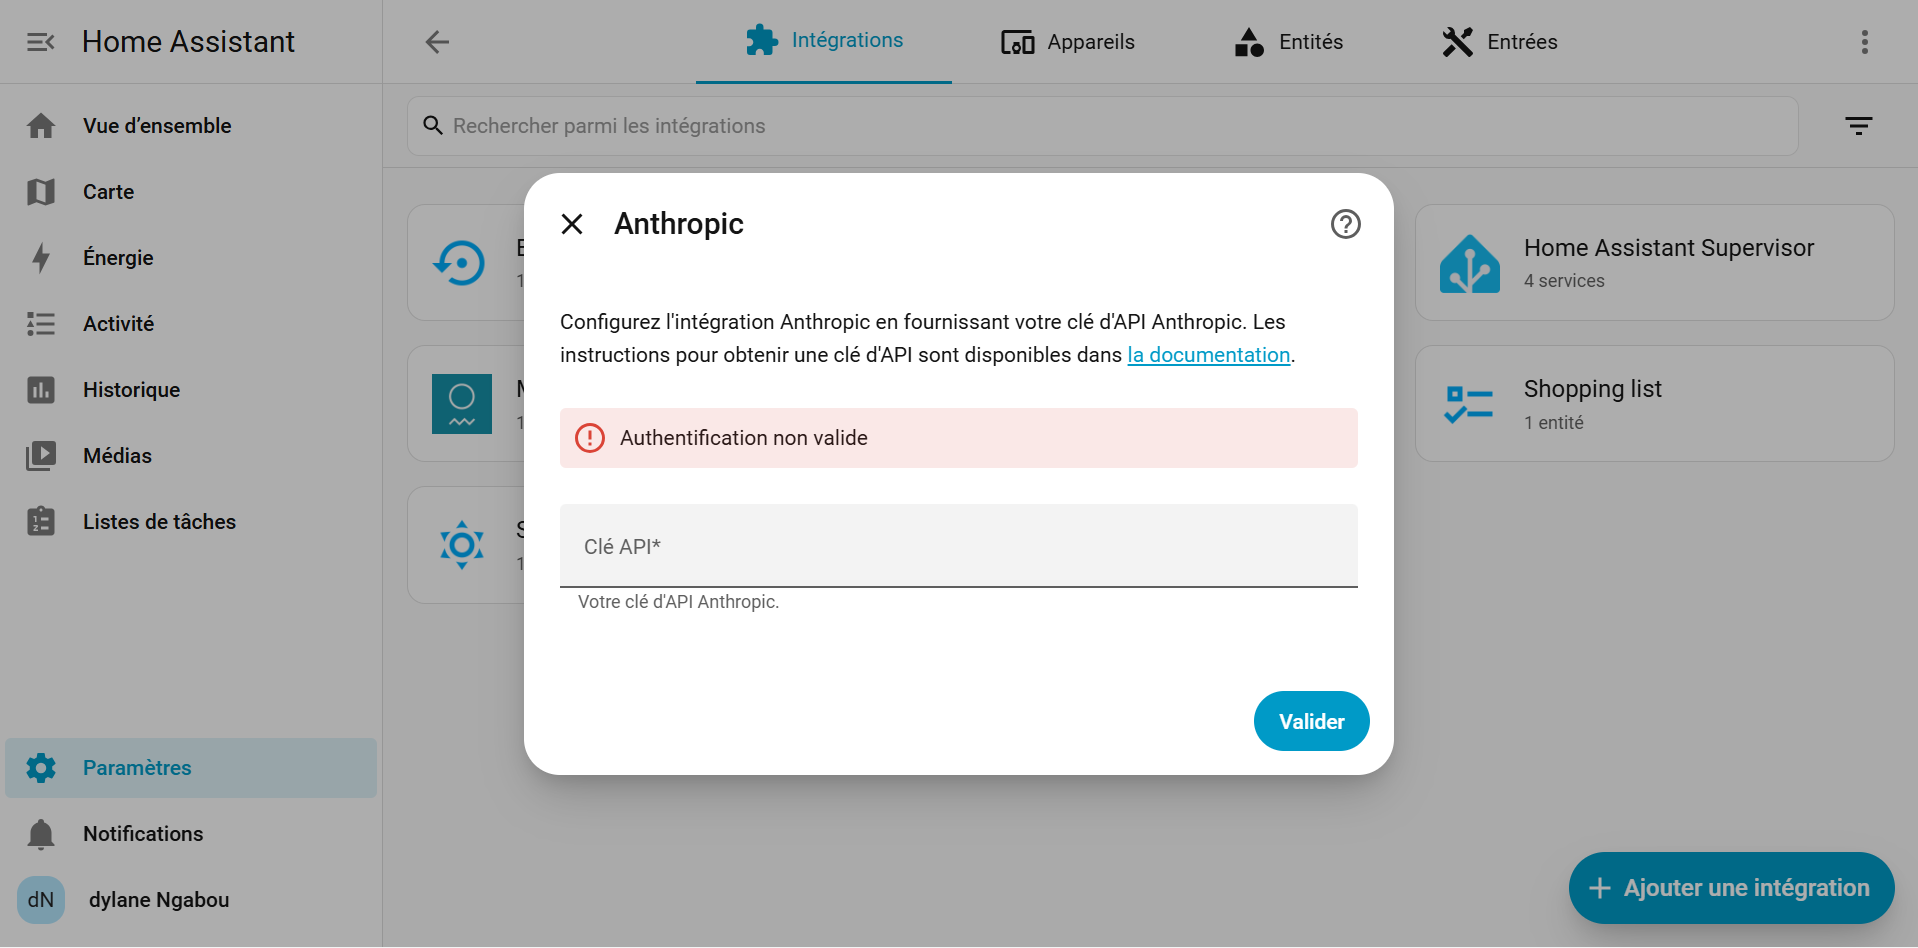 Home Assistant
Intégrations
Appareils
Entités
Entrées
Vue d’ensemble
Carte
Énergie
Activité
Historique
Médias
Listes de tâches
Paramètres
Notifications
dN
dylane Ngabou
Rechercher parmi les intégrations
Home Assistant Supervisor
4 services
Shopping list
1 entité
Anthropic
Configurez l'intégration Anthropic en fournissant votre clé d'API Anthropic. Les
instructions pour obtenir une clé d'API sont disponibles dans la documentation.
Authentification non valide
Clé API*
Votre clé d'API Anthropic.
Valider
Ajouter une intégration